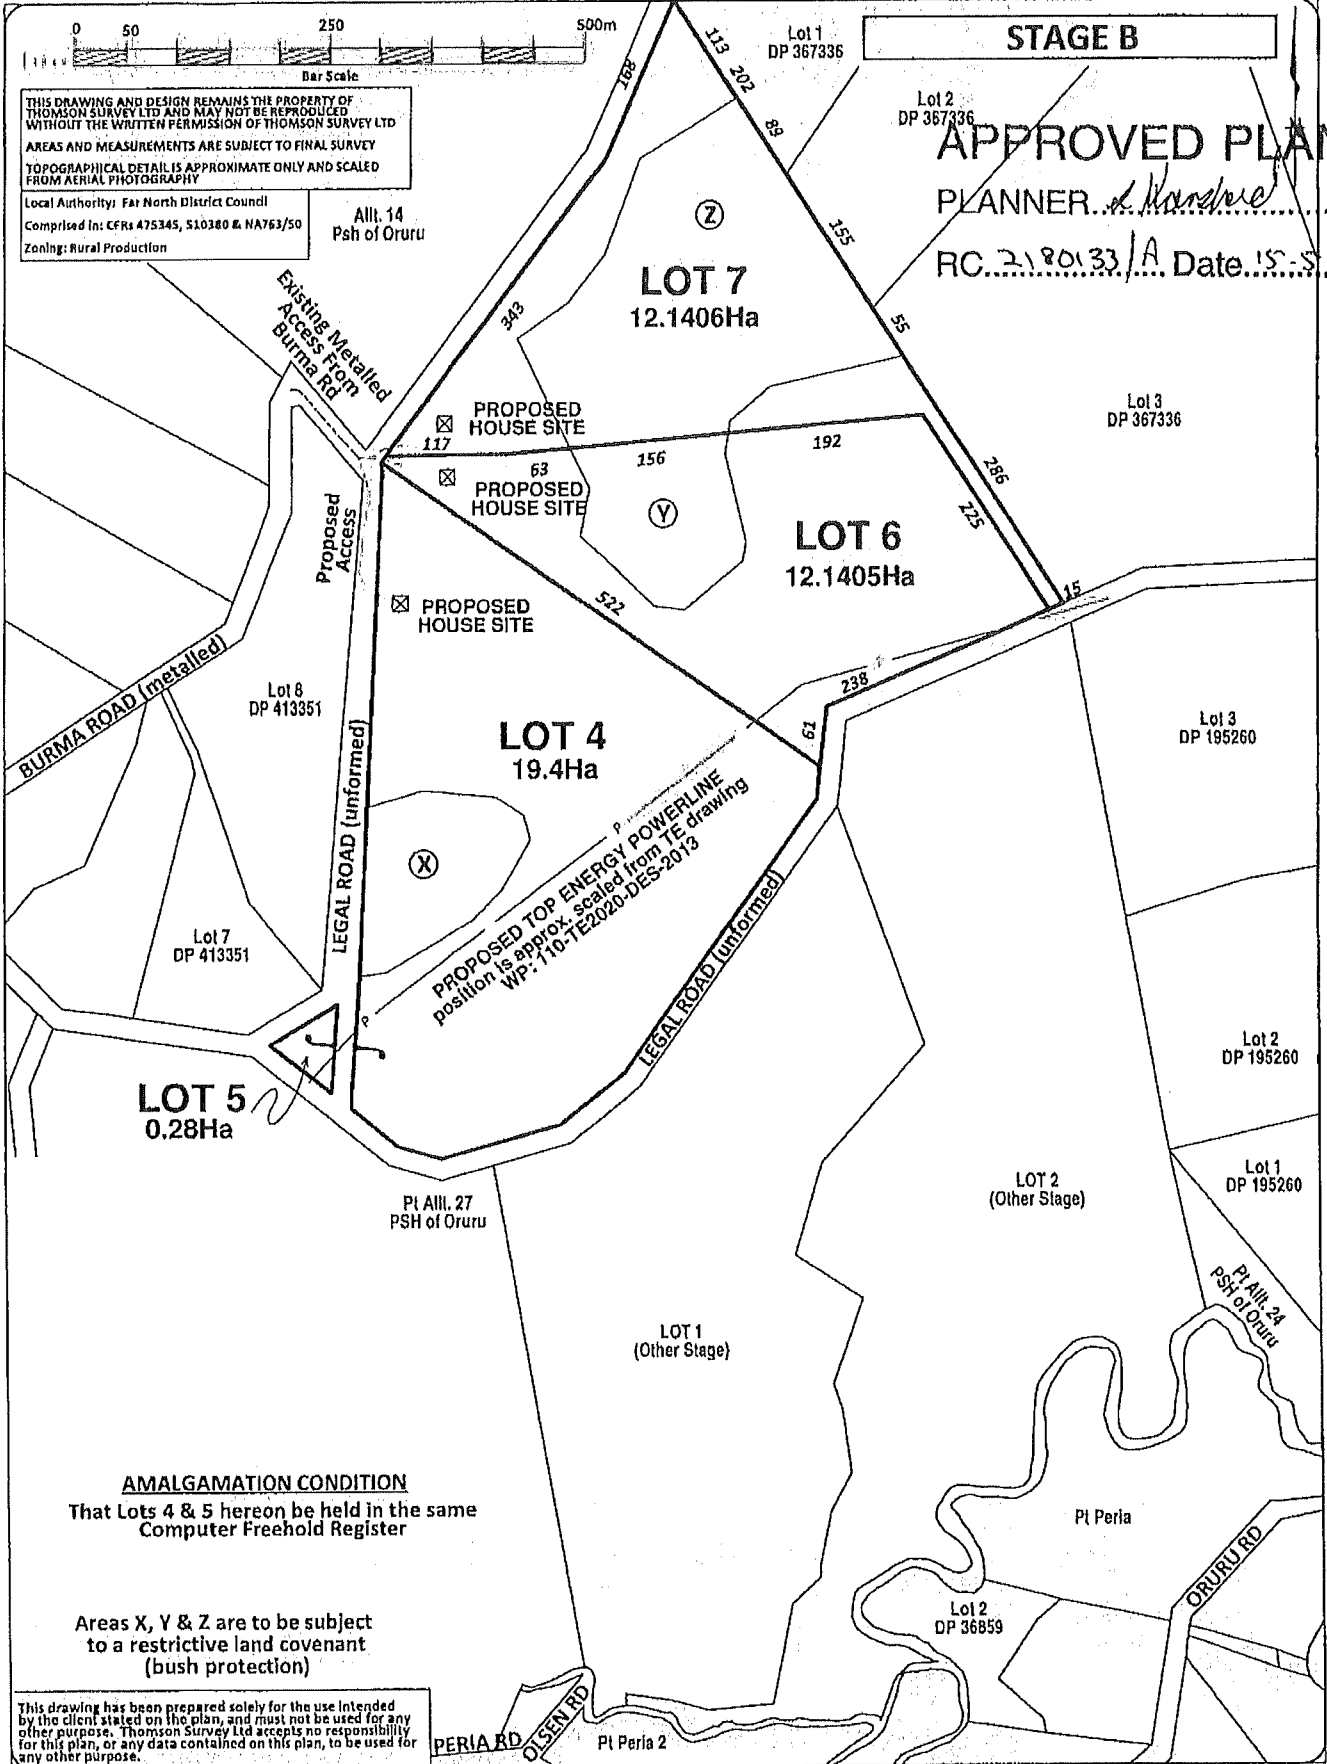 0 50 250 500m
Bar Scale
STAGE B
THIS DRAWING AND DESIGN REMAINS THE PROPERTY OF
THOMSON SURVEY LTD AND MAY NOT BE REPRODUCED
WITHOUT THE WRITTEN PERMISSION OF THOMSON SURVEY LTD
AREAS AND MEASUREMENTS ARE SUBJECT TO FINAL SURVEY
TOPOGRAPHICAL DETAIL IS APPROXIMATE ONLY AND SCALED
FROM AERIAL PHOTOGRAPHY
Local Authority: Far North District Council
Comprised in: CFRs 475345, 510380 & NA763/50
Zoning: Rural Production
Allt. 14
Psh of Oruru
Lot 1
DP 367336
Lot 2
DP 367336
APPROVED PLAN
PLANNER
RC 2180133/A Date 15-5
168
113
202
89
155
55
343
Z
LOT 7
12.1406Ha
Existing Metalled
Access From
Burma Rd
Lot 3
DP 367336
PROPOSED
HOUSE SITE
117
63
156
192
286
225
15
PROPOSED
HOUSE SITE
Y
LOT 6
12.1405Ha
Proposed
Access
PROPOSED
HOUSE SITE
522
238
61
BURMA ROAD (metalled)
Lot 8
DP 413351
LEGAL ROAD (unformed)
LOT 4
19.4Ha
Lot 3
DP 195260
X
P
PROPOSED TOP ENERGY POWERLINE
position is approx. scaled from TE drawing
WP: 110-TE2020-DES-2013
P
LEGAL ROAD (unformed)
Lot 7
DP 413351
Lot 2
DP 195260
LOT 5
0.28Ha
Lot 1
DP 195260
Pt Allt. 27
PSH of Oruru
LOT 2
(Other Stage)
Pt Allt. 24
PSH of Oruru
LOT 1
(Other Stage)
AMALGAMATION CONDITION
That Lots 4 & 5 hereon be held in the same
Computer Freehold Register
Pt Peria
ORURU RD
Areas X, Y & Z are to be subject
to a restrictive land covenant
(bush protection)
Lot 2
DP 36859
This drawing has been prepared solely for the use intended
by the client stated on the plan, and must not be used for any
other purpose. Thomson Survey Ltd accepts no responsibility
for this plan, or any data contained on this plan, to be used for
any other purpose.
PERIA RD
OLSEN RD
Pt Peria 2